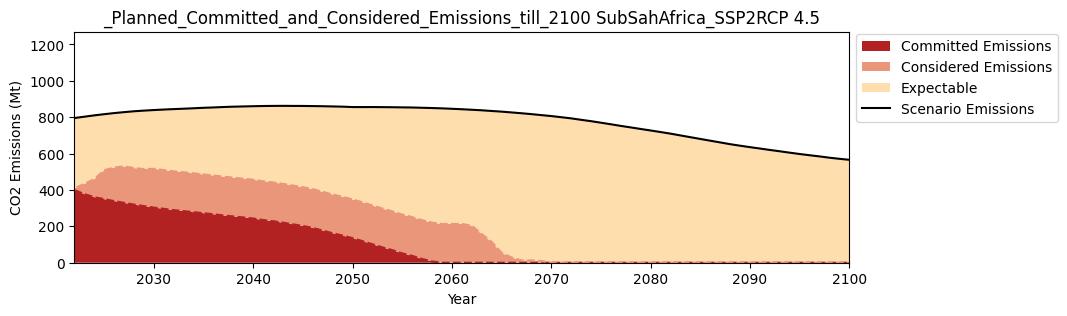 _Planned_Committed_and_Considered_Emissions_till_2100 SubSahAfrica_SSP2RCP 4.5
1200
1000
800
600
400
200
0
CO2 Emissions (Mt)
2030 2040 2050 2060 2070 2080 2090 2100
Year
Committed Emissions
Considered Emissions
Expectable
Scenario Emissions